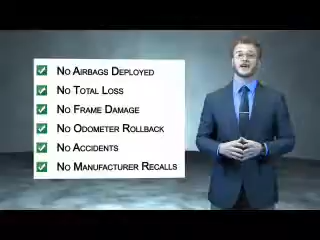 No Airbags Deployed
No Total Loss
No Frame Damage
No Odometer Rollback
No Accidents
No Manufacturer Recalls